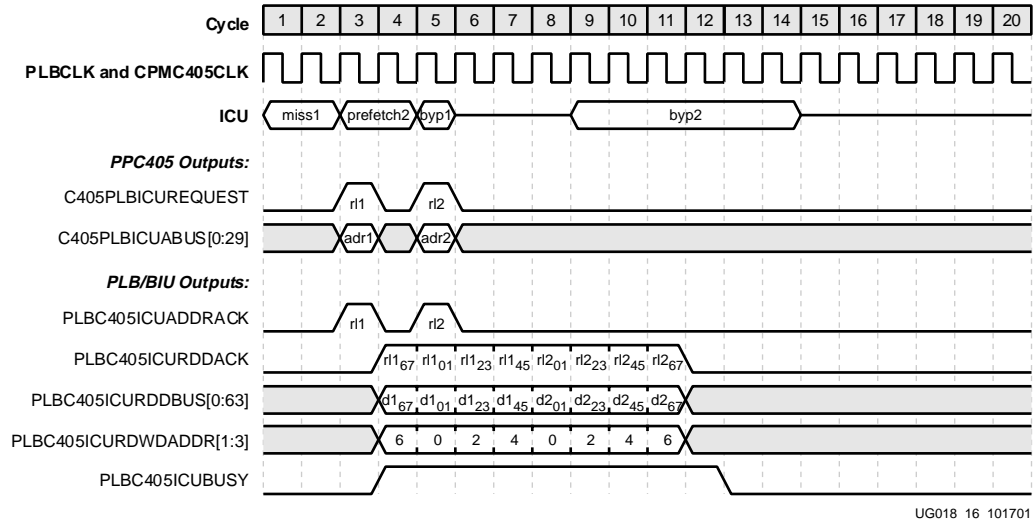 Cycle 1 2 3 4 5 6 7 8 9 10 11 12 13 14 15 16 17 18 19 20
PLBCLK and CPMC405CLK
ICU miss1 prefetch2 byp1 byp2
PPC405 Outputs:
C405PLBICUREQUEST rl1 rl2
C405PLBICUABUS[0:29] adr1 adr2
PLB/BIU Outputs:
PLBC405ICUADDRACK rl1 rl2
PLBC405ICURDDACK rl167 rl101 rl123 rl145 rl201 rl223 rl245 rl267
PLBC405ICURDDBUS[0:63] d167 d101 d123 d145 d201 d223 d245 d267
PLBC405ICURDWDADDR[1:3] 6 0 2 4 0 2 4 6
PLBC405ICUBUSY
UG018_16_101701